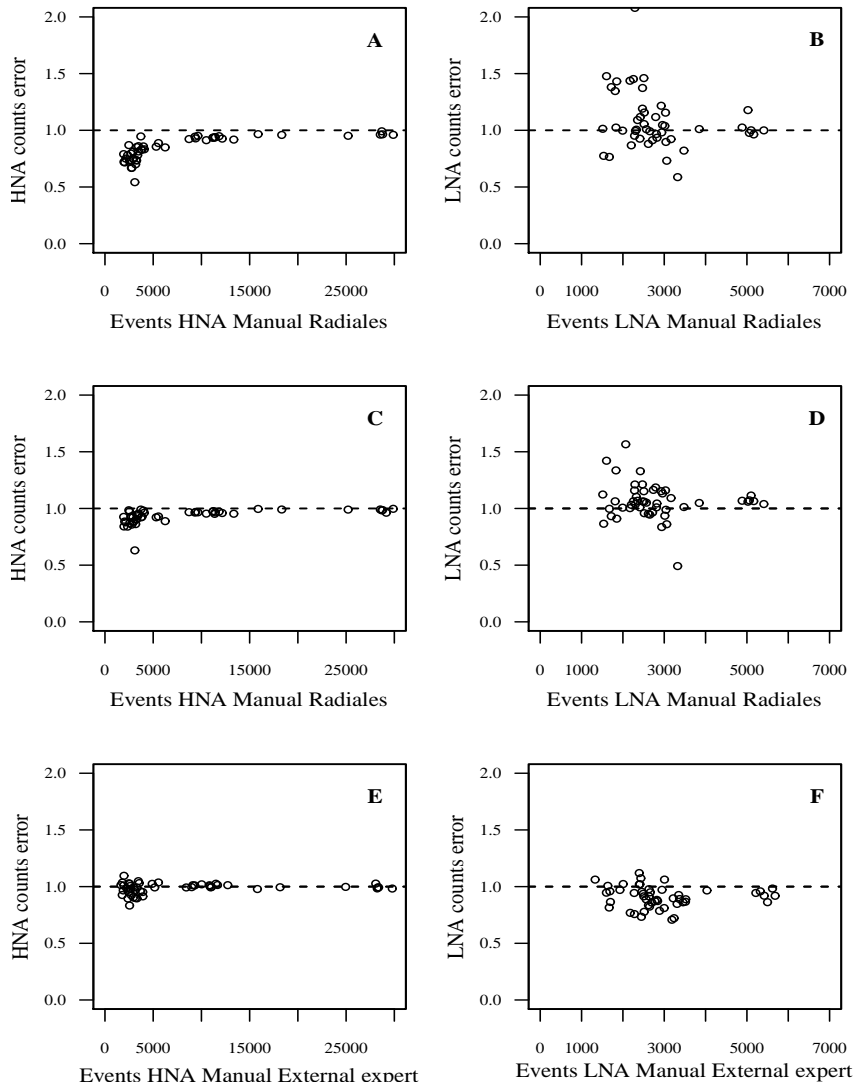 A
HNA counts error
2.0
1.5
1.0
0.5
0.0
0 5000 15000 25000
Events HNA Manual Radiales
B
LNA counts error
2.0
1.5
1.0
0.5
0.0
0 1000 3000 5000 7000
Events LNA Manual Radiales
C
HNA counts error
2.0
1.5
1.0
0.5
0.0
0 5000 15000 25000
Events HNA Manual Radiales
D
LNA counts error
2.0
1.5
1.0
0.5
0.0
0 1000 3000 5000 7000
Events LNA Manual Radiales
E
HNA counts error
2.0
1.5
1.0
0.5
0.0
0 5000 15000 25000
Events HNA Manual External expert
F
LNA counts error
2.0
1.5
1.0
0.5
0.0
0 1000 3000 5000 7000
Events LNA Manual External expert